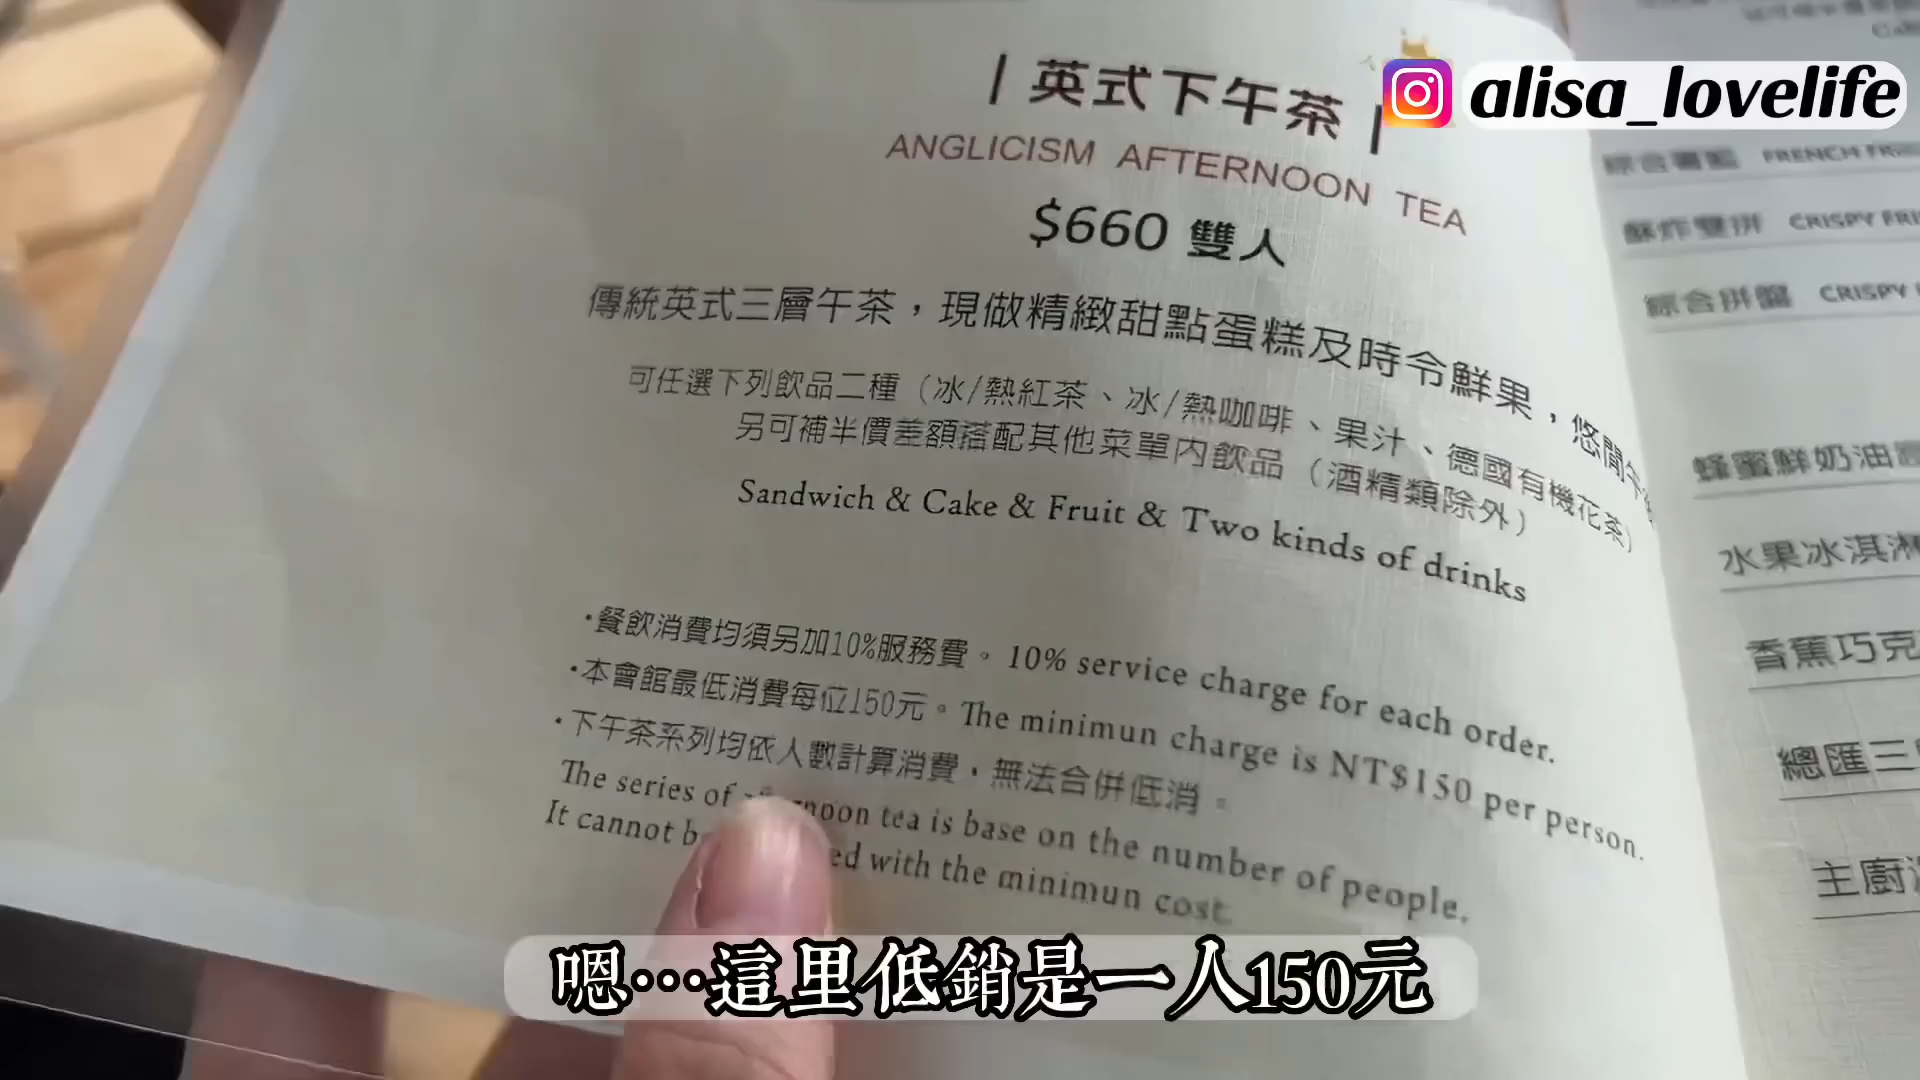 alisa_lovelife
| 英式下午茶 |
ANGLICISM AFTERNOON TEA
$660 雙人
傳統英式三層午茶，現做精緻甜點蛋糕及時令鮮果，悠閒午
可任選下列飲品二種（冰/熱紅茶、冰/熱咖啡、果汁、德國有機花茶）
另可補半價差額搭配其他菜單內飲品（酒精類除外）
Sandwich & Cake & Fruit & Two kinds of drinks
·餐飲消費均須另加10%服務費。10% service charge for each order.
·本會館最低消費每位150元。The minimun charge is NT$150 per person.
·下午茶系列均依人數計算消費，無法合併低消。
The series of noon tea is base on the number of people.
It cannot b ed with the minimun cost.
FRENCH
酥炸雙拼 CRISPY FRI
綜合拼盤 CRISPY
蜂蜜鮮奶油
水果冰淇淋
香蕉巧克
總匯三
主廚
嗯…這里低銷是一人150元